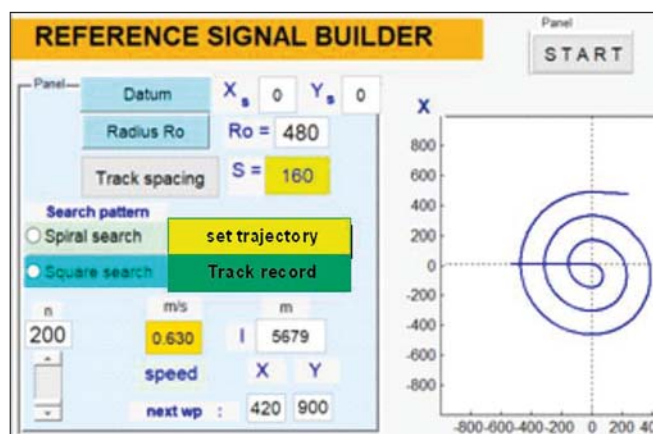 REFERENCE SIGNAL BUILDER
Panel
START
Panel
Datum Xs 0 Ys 0
Radius Ro Ro = 480
Track spacing S = 160
Search pattern
Spiral search set trajectory
Square search Track record
n m/s m
200 0.630 l 5679
speed X Y
next wp : 420 900
X
800
600
400
200
0
-200
-400
-600
-800
-800 -600 -400 -200 0 200